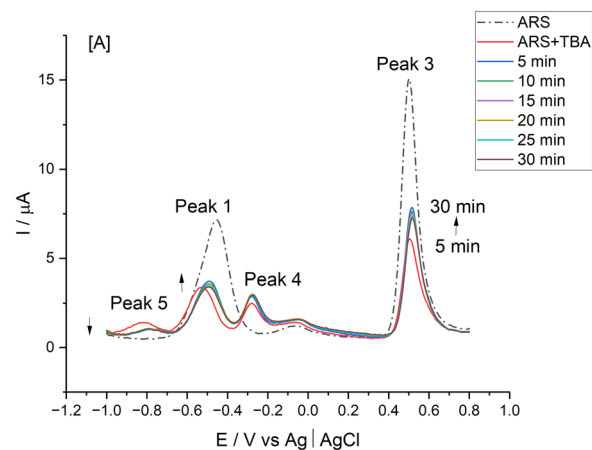 [A]
ARS
ARS+TBA
5 min
10 min
15 min
20 min
25 min
30 min
Peak 3
Peak 1
Peak 4
Peak 5
30 min
5 min
I / μA
15
10
5
0
−1.2 −1.0 −0.8 −0.6 −0.4 −0.2 0.0 0.2 0.4 0.6 0.8 1.0
E / V vs Ag | AgCl